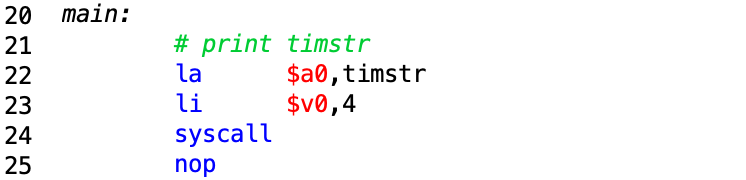 20 main:
21 # print timstr
22 la $a0,timstr
23 li $v0,4
24 syscall
25 nop